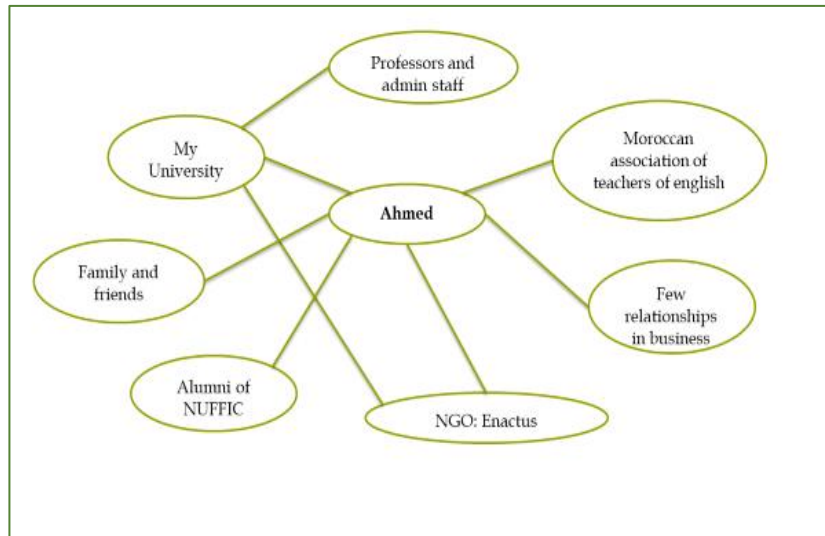 Professors and
admin staff
My
University
Moroccan
association of
teachers of english
Ahmed
Family and
friends
Few
relationships
in business
Alumni of
NUFFIC
NGO: Enactus